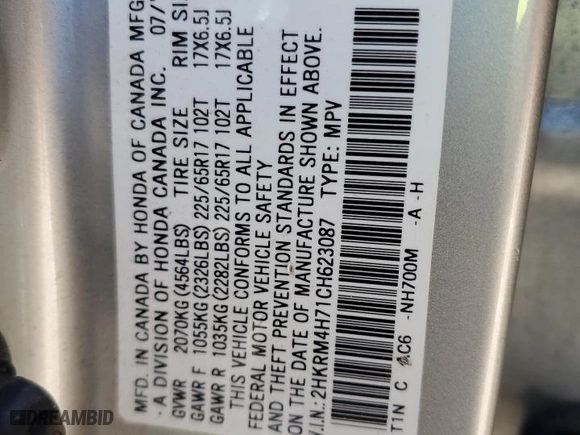 MFD. IN CANADA BY HONDA OF CANADA MFG.
- A DIVISION OF HONDA CANADA INC. 07/
GVWR 2070KG (4564LBS) TIRE SIZE RIM SI
GAWR F 1055KG (2326LBS) 225/65R17 102T 17X6.5J
GAWR R 1035KG (2282LBS) 225/65R17 102T 17X6.5J
THIS VEHICLE CONFORMS TO ALL APPLICABLE
FEDERAL MOTOR VEHICLE SAFETY
AND THEFT PREVENTION STANDARDS IN EFFECT
ON THE DATE OF MANUFACTURE SHOWN ABOVE.
V.I.N.: 2HKRM4H71CH623087 TYPE: MPV
TIN C AC6 -NH700M -A -H
DREAMBID